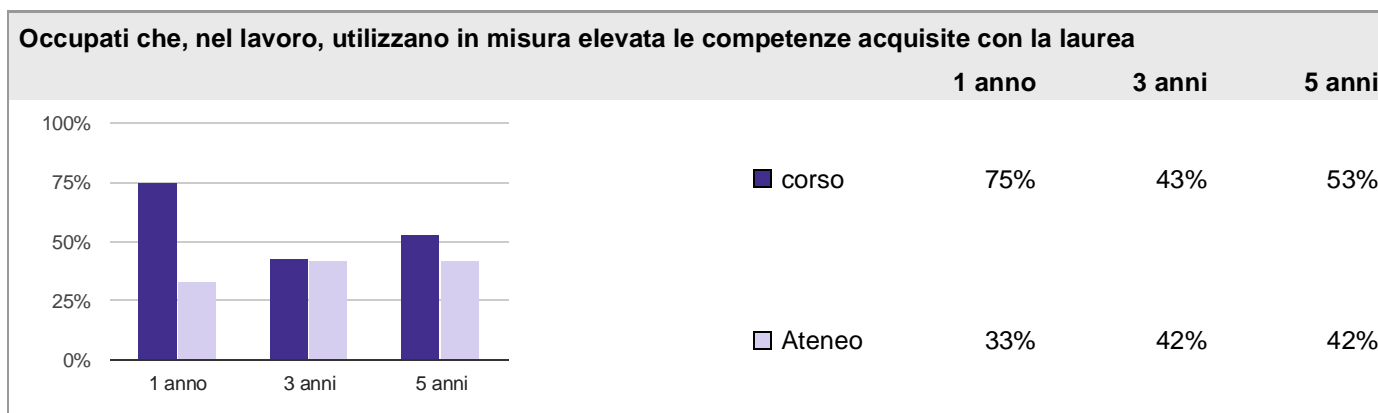 Occupati che, nel lavoro, utilizzano in misura elevata le competenze acquisite con la laurea
1 anno 3 anni 5 anni
100%
75%
50%
25%
0%
1 anno 3 anni 5 anni
corso 75% 43% 53%
Ateneo 33% 42% 42%